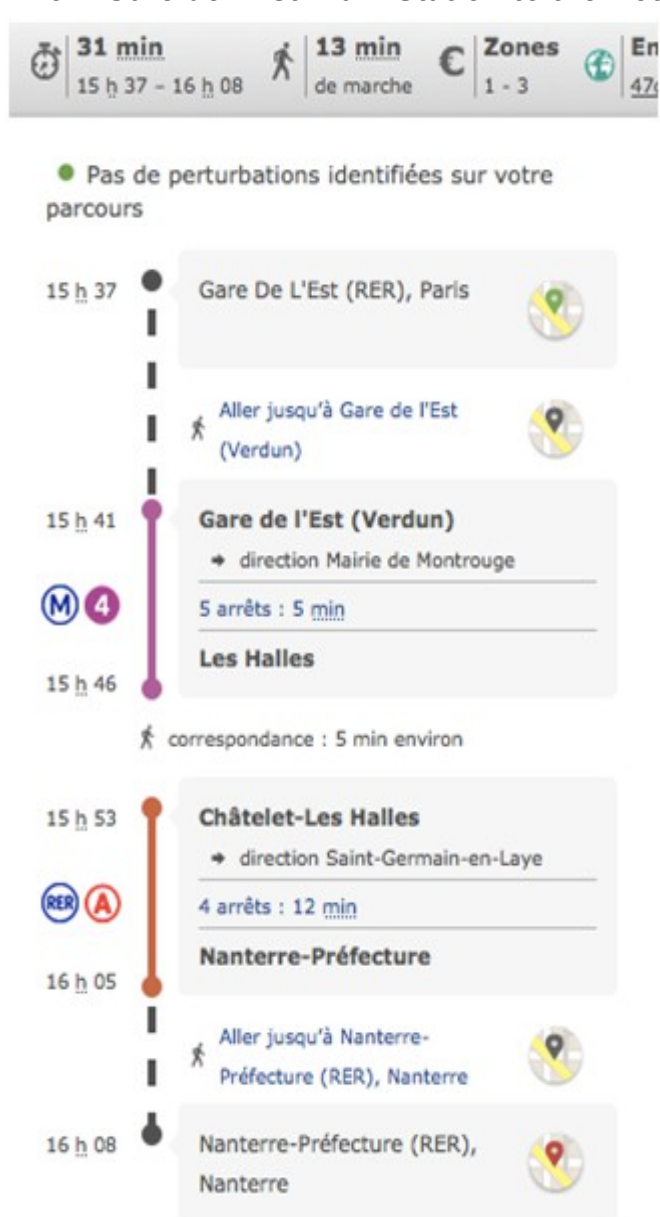 31 min
15 h 37 - 16 h 08
13 min
de marche
€
Zones
1 - 3
Pas de perturbations identifiées sur votre
parcours
15 h 37
Gare De L'Est (RER), Paris
Aller jusqu'à Gare de l'Est
(Verdun)
15 h 41
Gare de l'Est (Verdun)
→ direction Mairie de Montrouge
M 4
5 arrêts : 5 min
Les Halles
15 h 46
correspondance : 5 min environ
15 h 53
Châtelet-Les Halles
→ direction Saint-Germain-en-Laye
RER A
4 arrêts : 12 min
Nanterre-Préfecture
16 h 05
Aller jusqu'à Nanterre-
Préfecture (RER), Nanterre
16 h 08
Nanterre-Préfecture (RER),
Nanterre